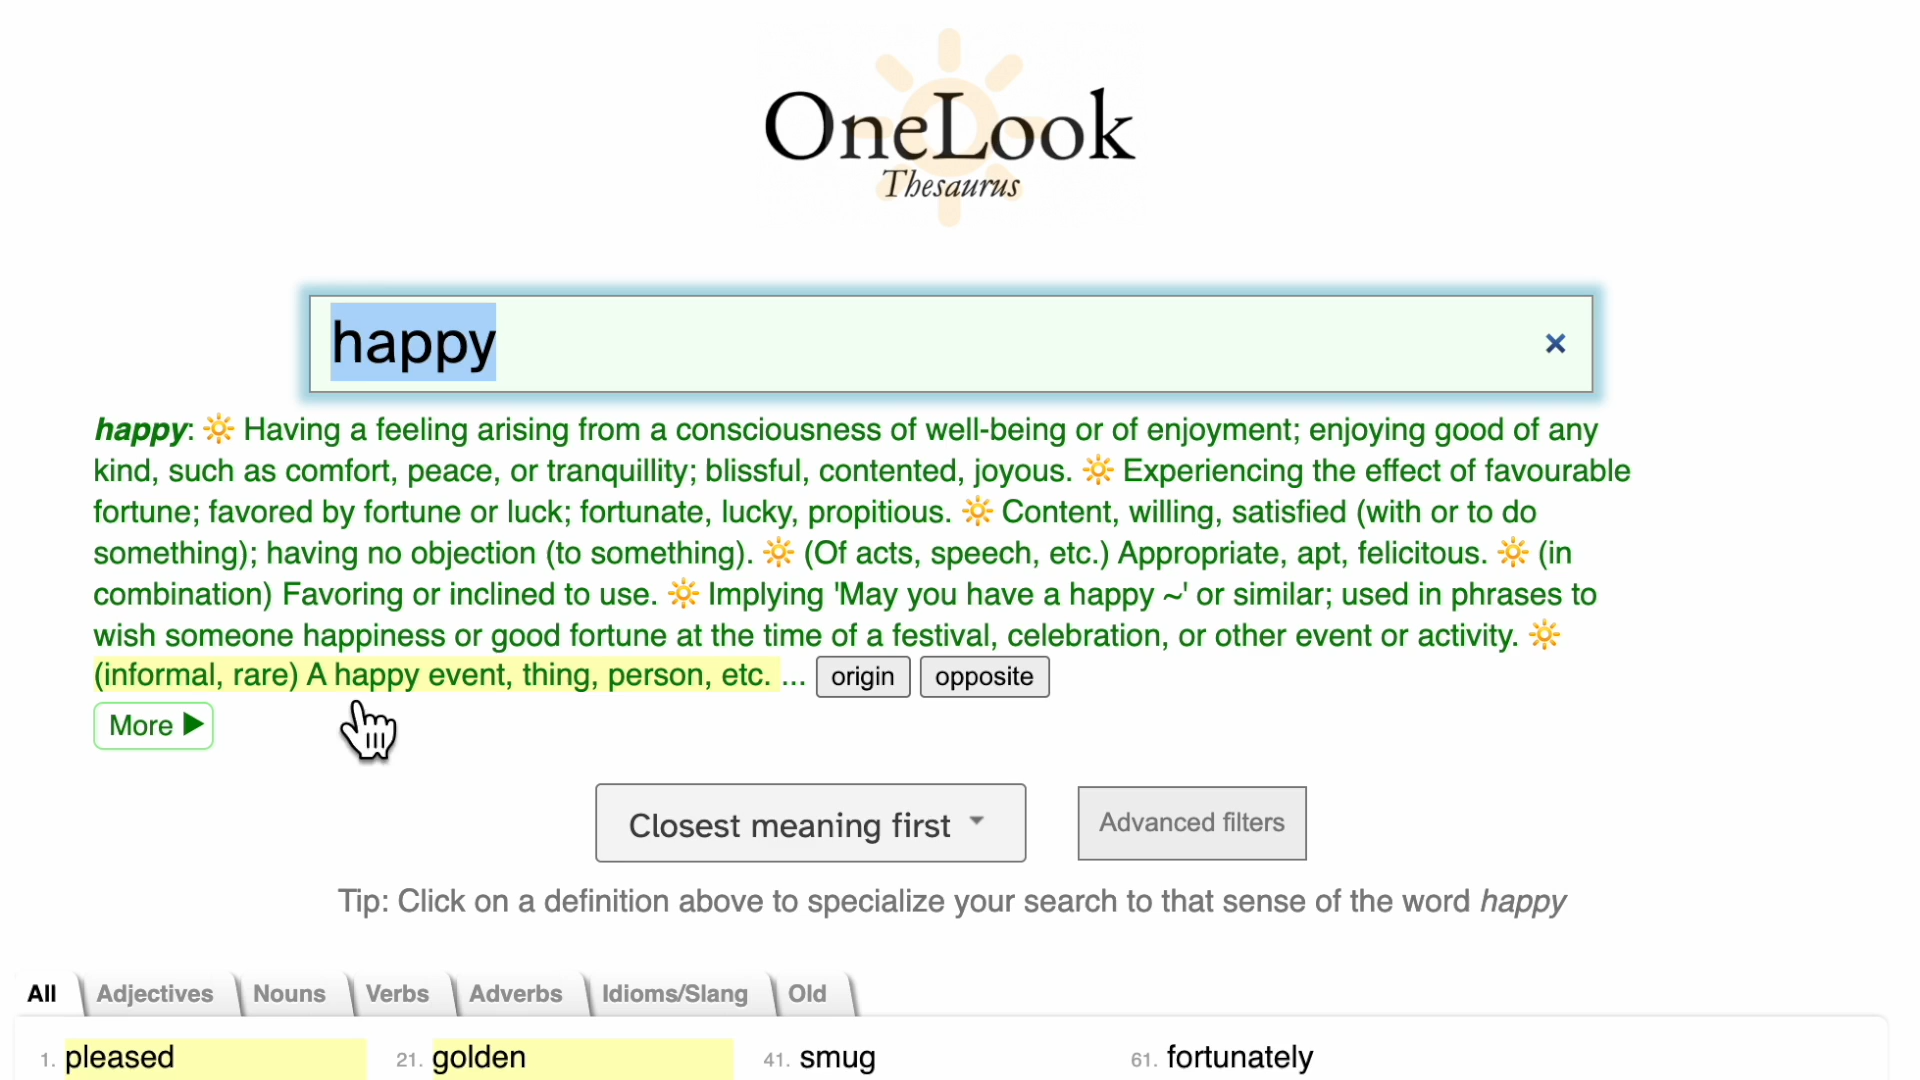 OneLook
Thesaurus
happy
×
happy: 🔆 Having a feeling arising from a consciousness of well-being or of enjoyment; enjoying good of any
kind, such as comfort, peace, or tranquillity; blissful, contented, joyous. 🔆 Experiencing the effect of favourable
fortune; favored by fortune or luck; fortunate, lucky, propitious. 🔆 Content, willing, satisfied (with or to do
something); having no objection (to something). 🔆 (Of acts, speech, etc.) Appropriate, apt, felicitous. 🔆 (in
combination) Favoring or inclined to use. 🔆 Implying 'May you have a happy ~' or similar; used in phrases to
wish someone happiness or good fortune at the time of a festival, celebration, or other event or activity. 🔆
(informal, rare) A happy event, thing, person, etc. ... origin opposite
More ▶
Closest meaning first Advanced filters
Tip: Click on a definition above to specialize your search to that sense of the word happy
All Adjectives Nouns Verbs Adverbs Idioms/Slang Old
1. pleased 21. golden 41. smug 61. fortunately